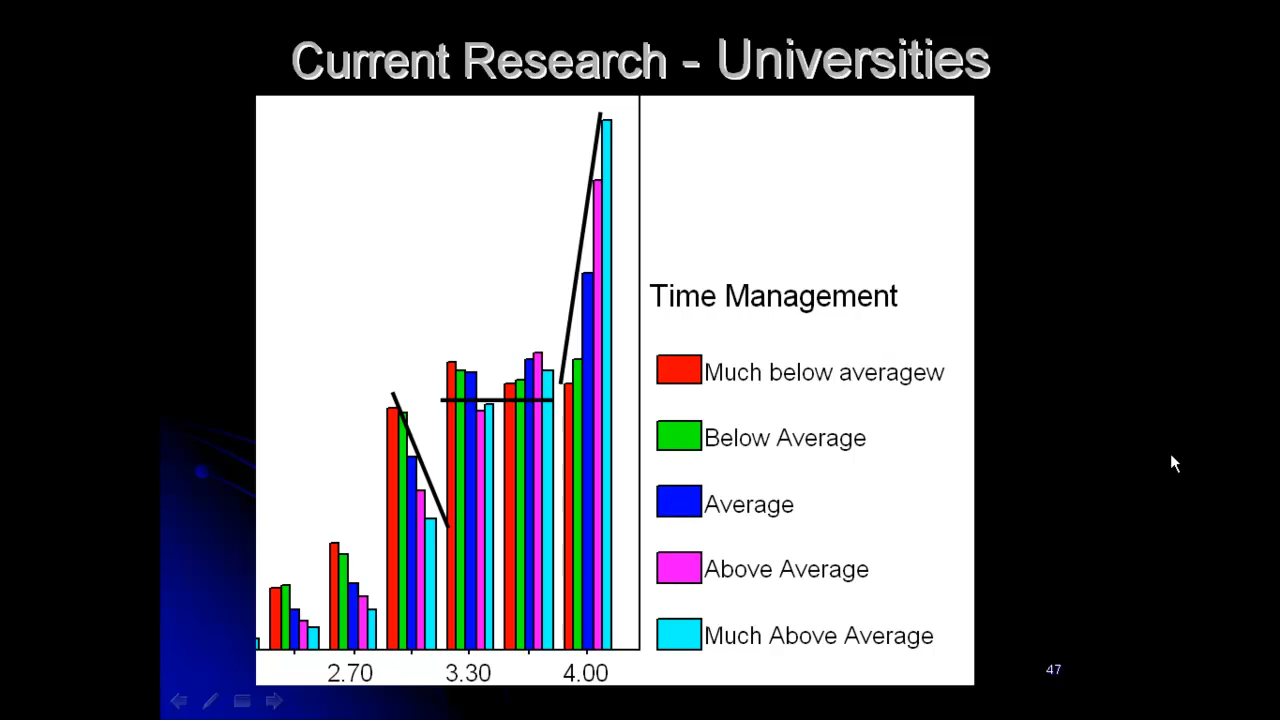 Current Research - Universities
Time Management
Much below averagew
Below Average
Average
Above Average
Much Above Average
2.70 3.30 4.00
47